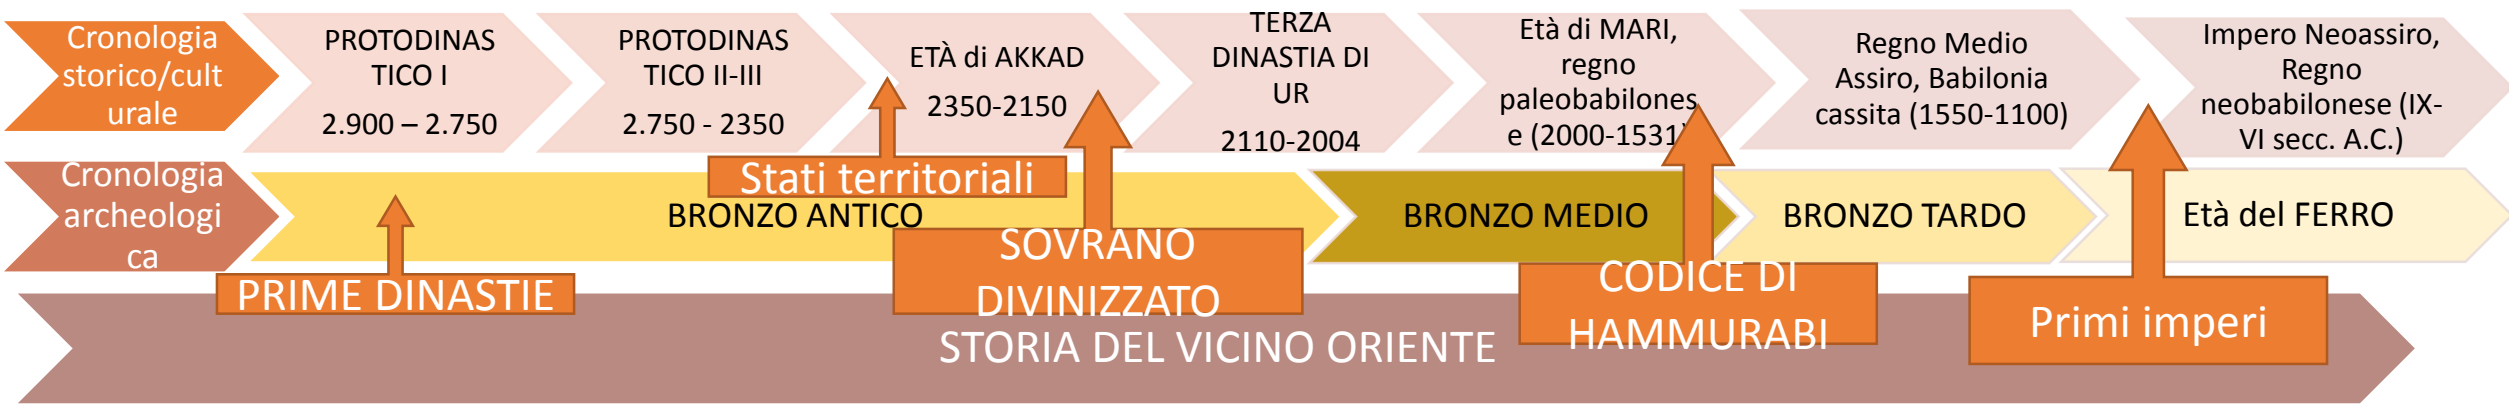 Cronologia
storico/cult
urale
PROTODINAS
TICO I
2.900 – 2.750
PROTODINAS
TICO II-III
2.750 - 2350
ETÀ di AKKAD
2350-2150
TERZA
DINASTIA DI
UR
2110-2004
Età di MARI,
regno
paleobabilones
e (2000-1531)
Regno Medio
Assiro, Babilonia
cassita (1550-1100)
Impero Neoassiro,
Regno
neobabilonese (IX-
VI secc. A.C.)
Stati territoriali
Cronologia
archeologi
ca
BRONZO ANTICO
BRONZO MEDIO
BRONZO TARDO
Età del FERRO
PRIME DINASTIE
SOVRANO
DIVINIZZATO
CODICE DI
HAMMURABI
Primi imperi
STORIA DEL VICINO ORIENTE